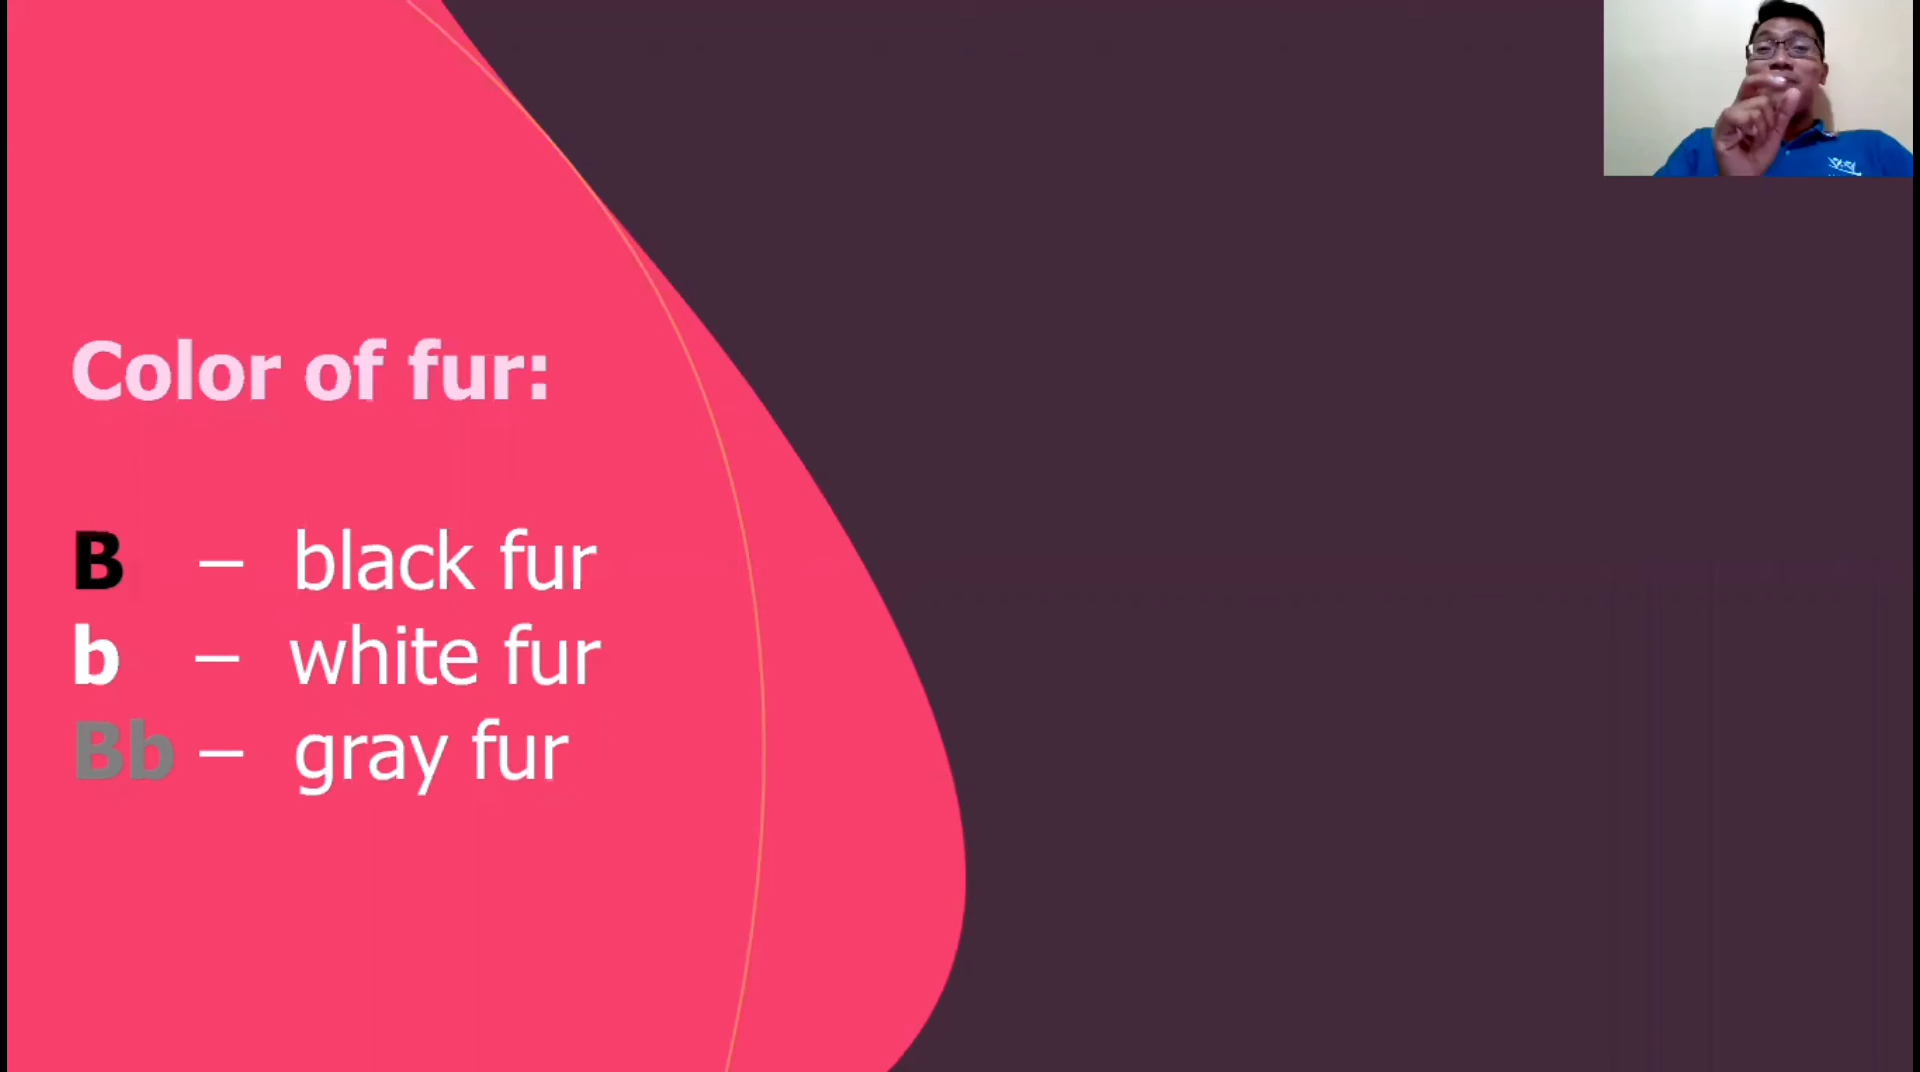 Color of fur:
B – black fur
b – white fur
Bb – gray fur